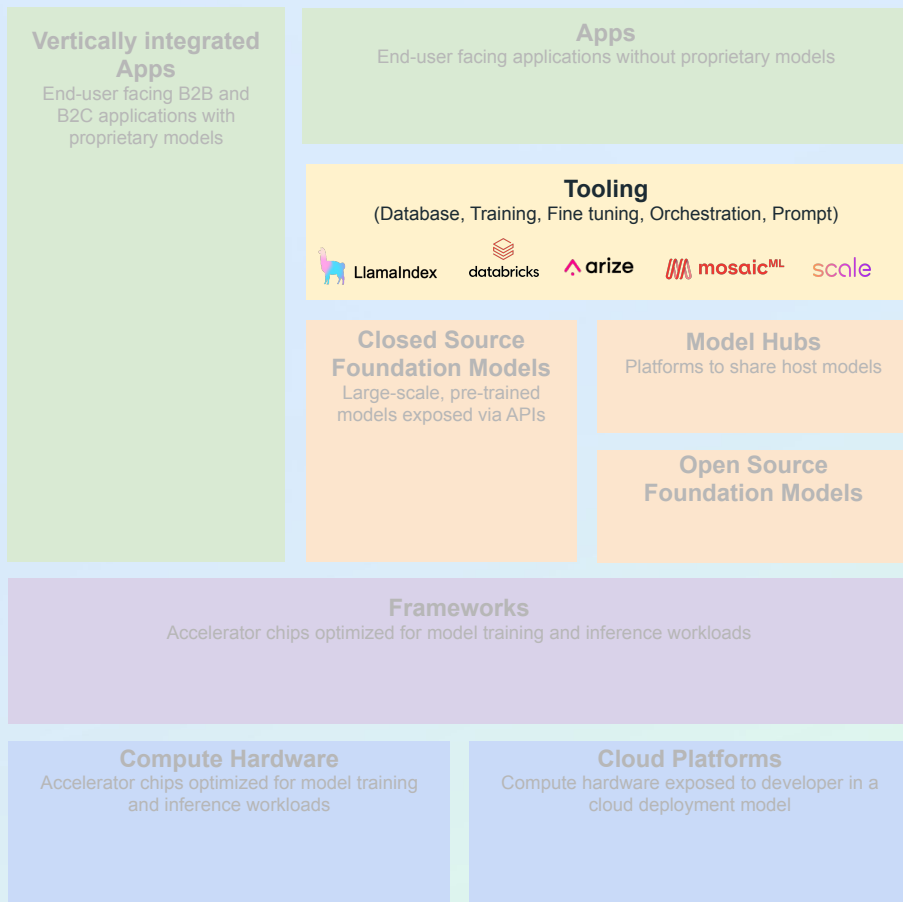 Vertically integrated
Apps
End-user facing B2B and
B2C applications with
proprietary models
Apps
End-user facing applications without proprietary models
Tooling
(Database, Training, Fine tuning, Orchestration, Prompt)
LlamaIndex
databricks
arize
mosaicML
scale
Closed Source
Foundation Models
Large-scale, pre-trained
models exposed via APIs
Model Hubs
Platforms to share host models
Open Source
Foundation Models
Frameworks
Accelerator chips optimized for model training and inference workloads
Compute Hardware
Accelerator chips optimized for model training
and inference workloads
Cloud Platforms
Compute hardware exposed to developer in a
cloud deployment model